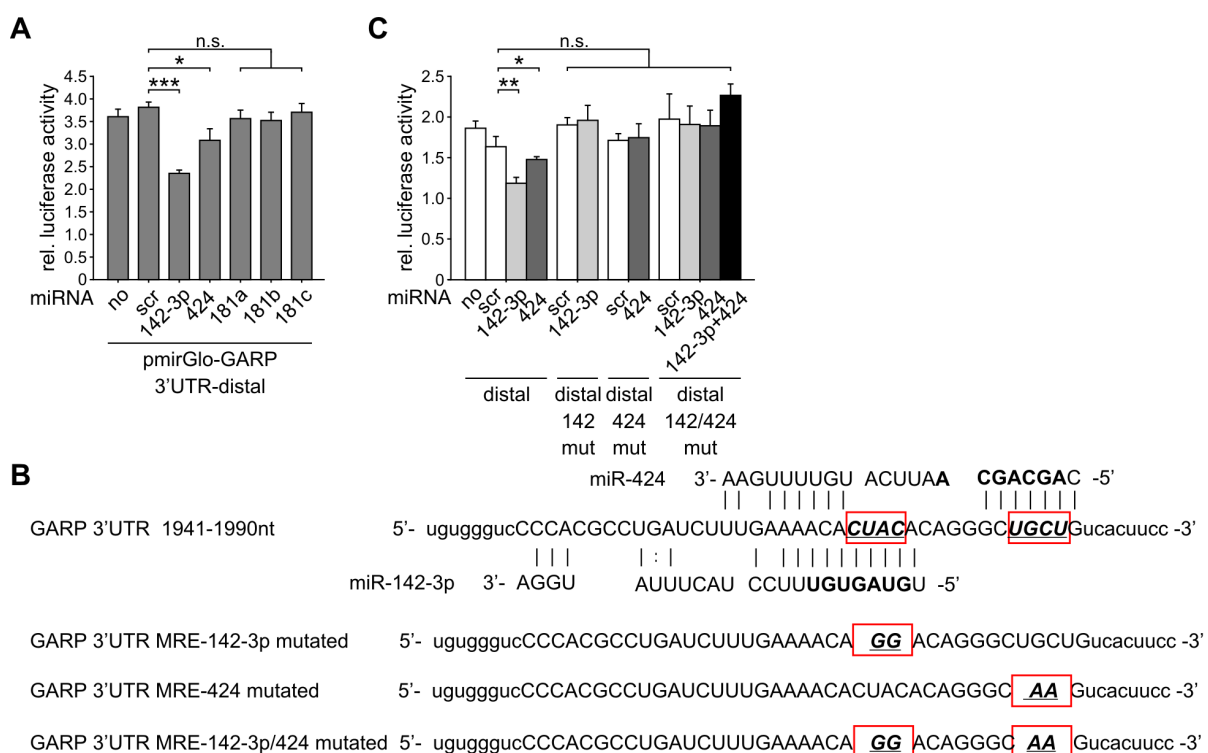 A
n.s.
*
***
rel. luciferase activity
4.5
4.0
3.5
3.0
2.5
2.0
1.5
1.0
0.5
0
miRNA
no
scr
142-3p
424
181a
181b
181c
pmirGlo-GARP
3’UTR-distal
C
n.s.
*
**
rel. luciferase activity
2.5
2.0
1.5
1.0
0.5
0
miRNA
no
scr
142-3p
424
scr
142-3p
scr
424
scr
142-3p
424
142-3p+424
distal
distal
142
mut
distal
424
mut
distal
142/424
mut
B
miR-424 3’- AAGUUUUGU ACUUAA CGACGAC -5’
GARP 3’UTR 1941-1990nt 5’- ugugggucCCCACGCCUGAUCUUUGAAAACACUACACAGGGCUGCUGucacuucc -3’
miR-142-3p 3’- AGGU AUUUCAU CCUUUGUGAUGU -5’
GARP 3’UTR MRE-142-3p mutated 5’- ugugggucCCCACGCCUGAUCUUUGAAAACA GG ACAGGGCUGCUGucacuucc -3’
GARP 3’UTR MRE-424 mutated 5’- ugugggucCCCACGCCUGAUCUUUGAAAACACUACACAGGGC AA Gucacuucc -3’
GARP 3’UTR MRE-142-3p/424 mutated 5’- ugugggucCCCACGCCUGAUCUUUGAAAACA GG ACAGGGC AA Gucacuucc -3’